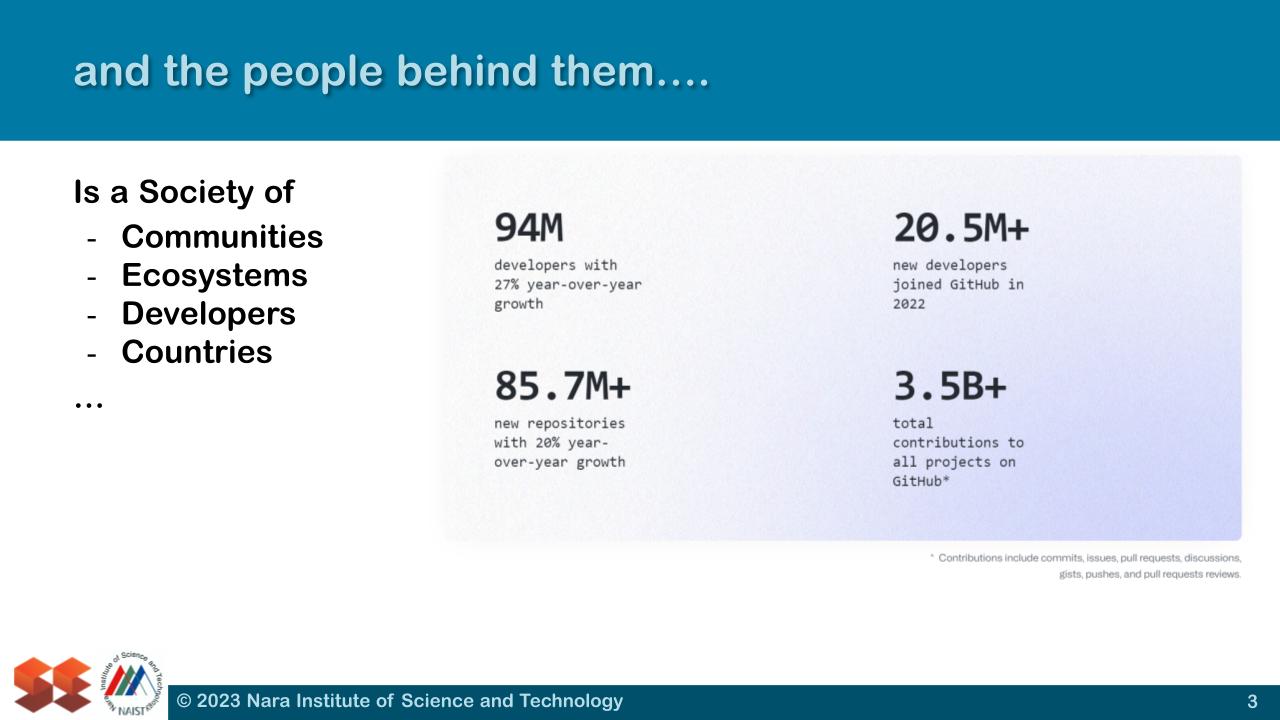 and the people behind them....
Is a Society of
- Communities
- Ecosystems
- Developers
- Countries
...
94M
developers with
27% year-over-year
growth
20.5M+
new developers
joined GitHub in
2022
85.7M+
new repositories
with 20% year-
over-year growth
3.5B+
total
contributions to
all projects on
GitHub*
* Contributions include commits, issues, pull requests, discussions,
gists, pushes, and pull requests reviews.
Nara Institute of Science and Technology
NAIST
© 2023 Nara Institute of Science and Technology
3